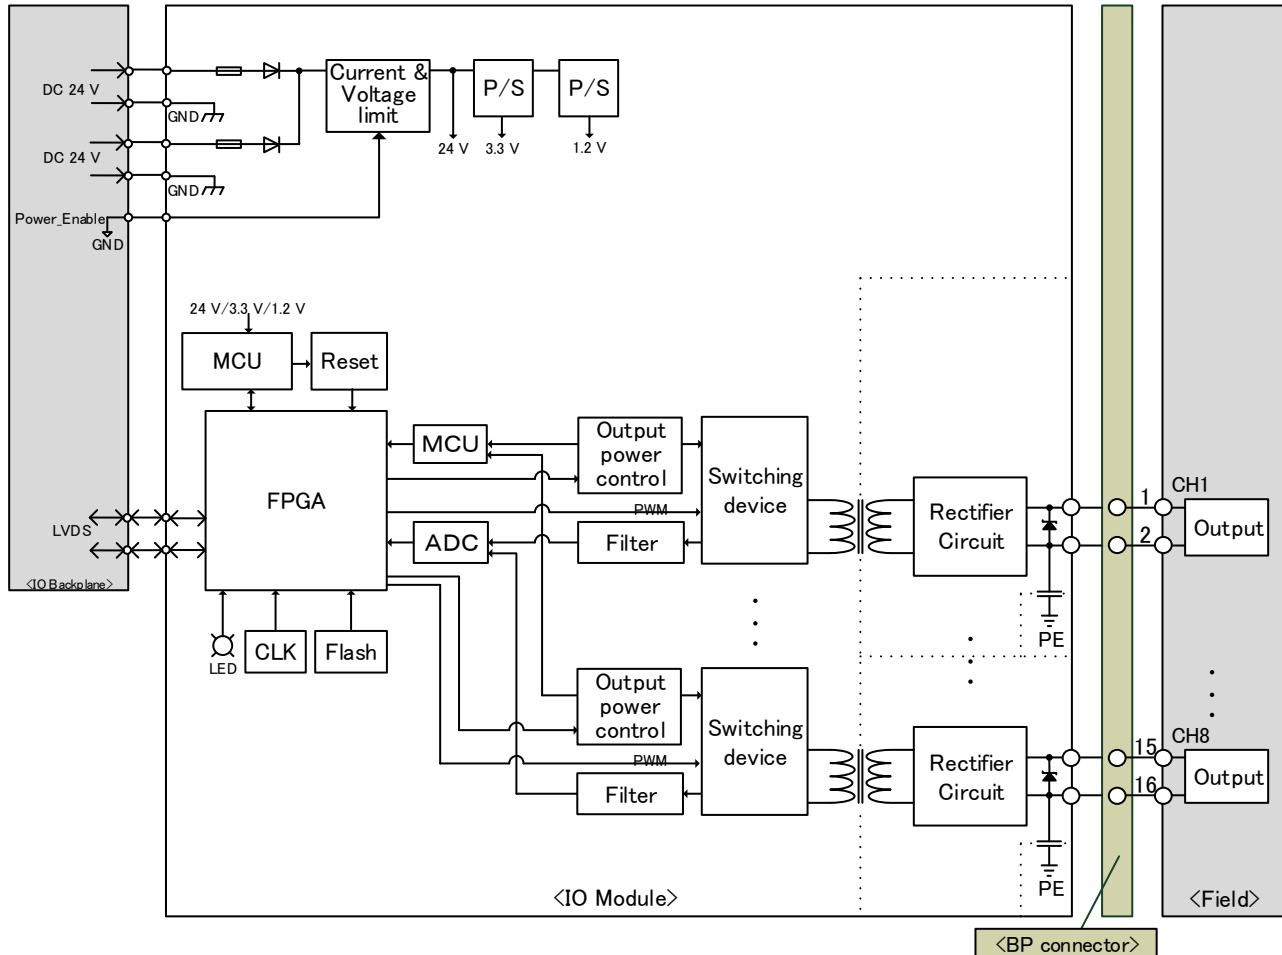 DC 24 V
GND
DC 24 V
GND
Power_Enable
GND
Current &
Voltage
limit
P/S
P/S
24 V
3.3 V
1.2 V
24 V/3.3 V/1.2 V
MCU
Reset
FPGA
LVDS
<IO Backplane>
LED
CLK
Flash
MCU
ADC
Output
power
control
PWM
Filter
Switching
device
Rectifier
Circuit
PE
1
2
CH1
Output
Output
power
control
PWM
Filter
Switching
device
Rectifier
Circuit
PE
15
16
CH8
Output
<IO Module>
<Field>
<BP connector>